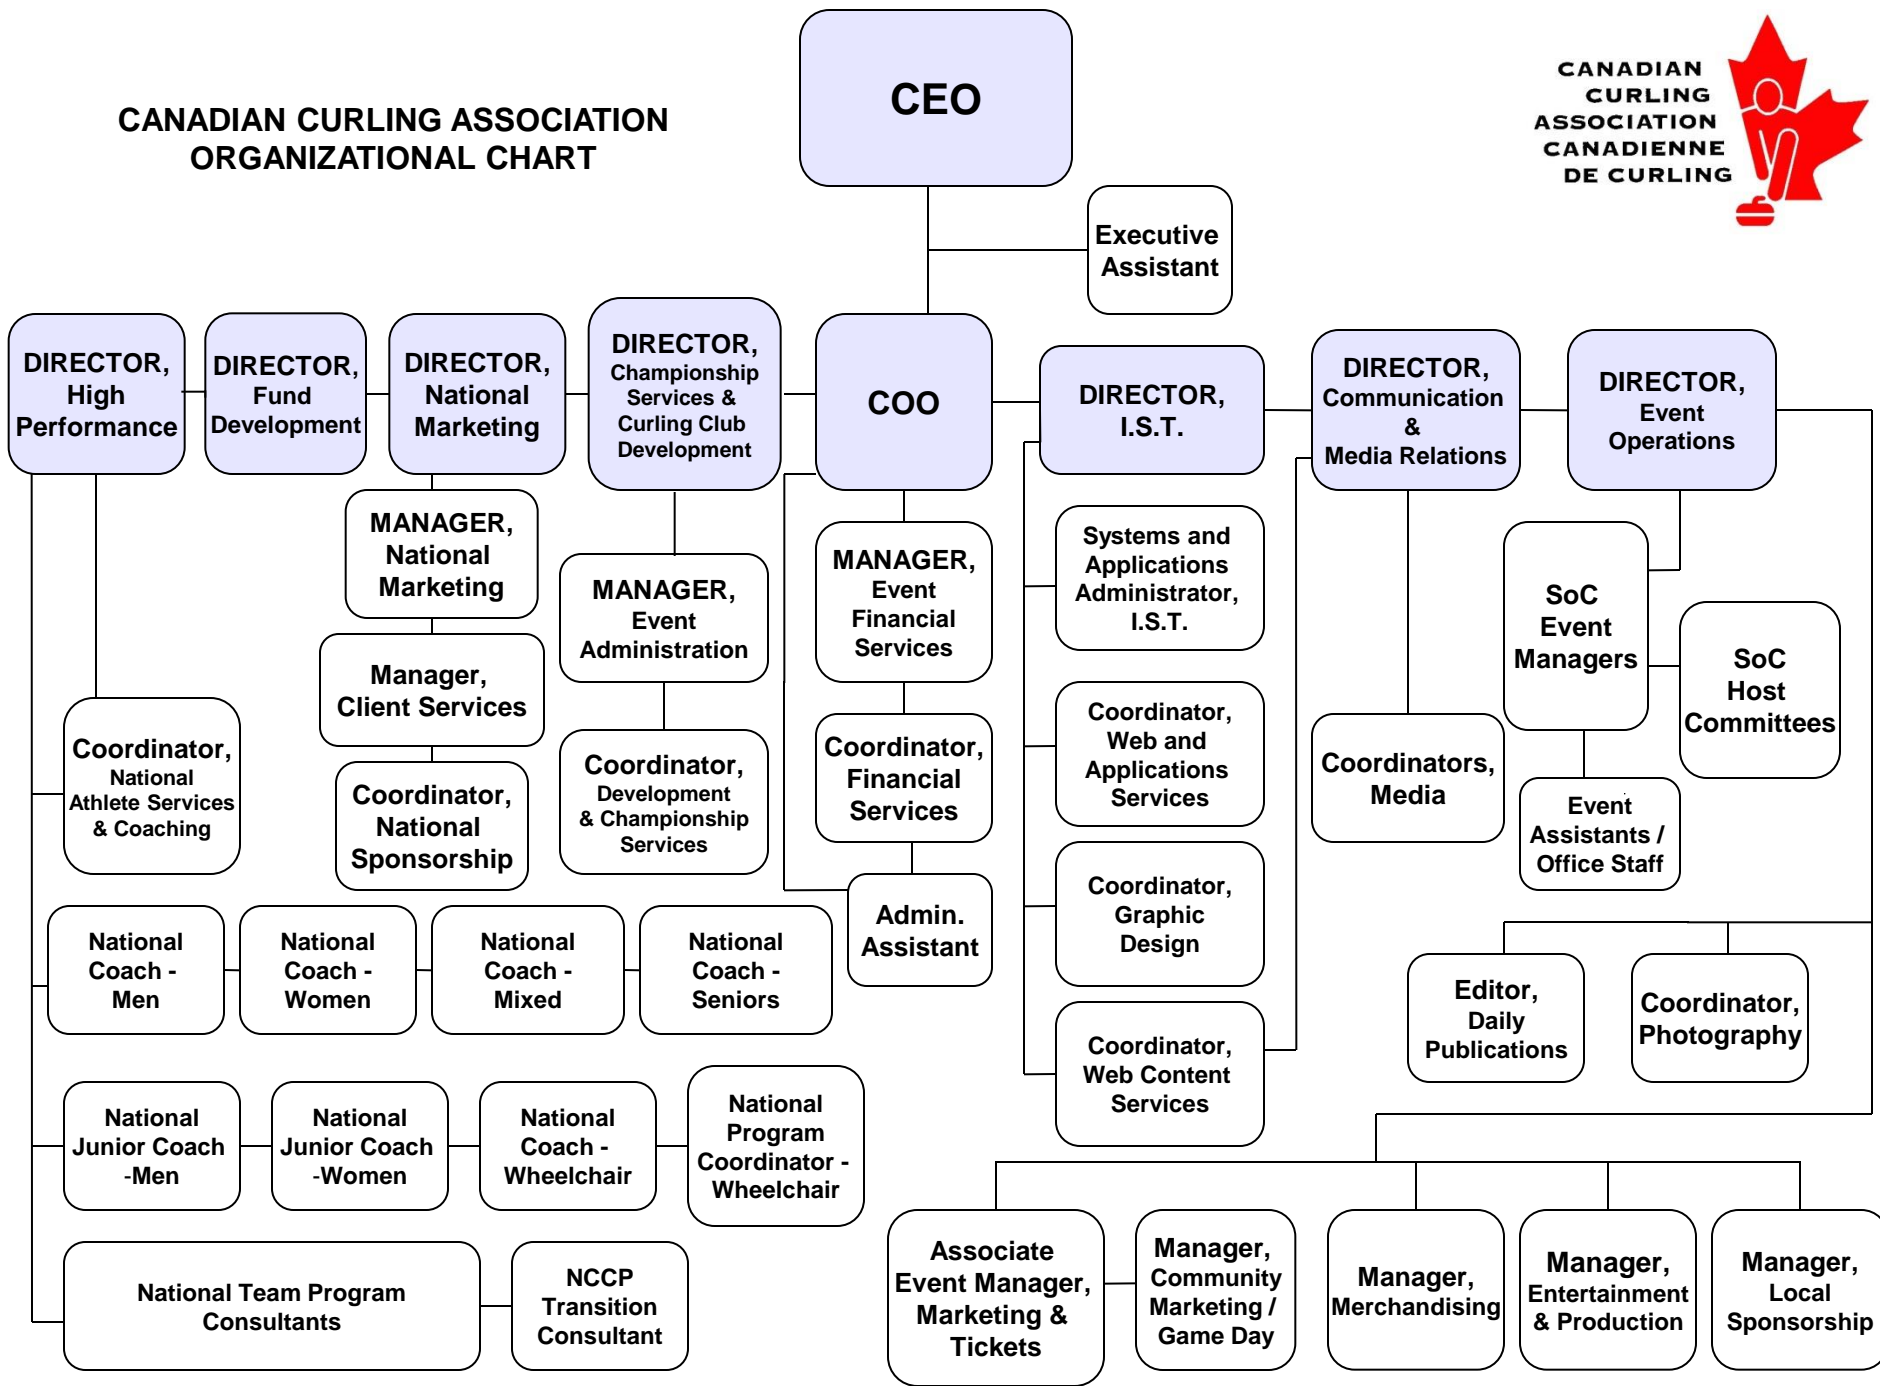 CANADIAN CURLING ASSOCIATION
ORGANIZATIONAL CHART
CEO
CANADIAN
CURLING
ASSOCIATION
CANADIENNE
DE CURLING
Executive
Assistant
DIRECTOR,
High
Performance
DIRECTOR,
Fund
Development
DIRECTOR,
National
Marketing
DIRECTOR,
Championship
Services &
Curling Club
Development
COO
DIRECTOR,
I.S.T.
DIRECTOR,
Communication
&
Media Relations
DIRECTOR,
Event
Operations
MANAGER,
National
Marketing
Manager,
Client Services
Coordinator,
National
Sponsorship
MANAGER,
Event
Administration
Coordinator,
Development
& Championship
Services
MANAGER,
Event
Financial
Services
Coordinator,
Financial
Services
Admin.
Assistant
Systems and
Applications
Administrator,
I.S.T.
Coordinator,
Web and
Applications
Services
Coordinator,
Graphic
Design
Coordinator,
Web Content
Services
Coordinators,
Media
SoC
Event
Managers
SoC
Host
Committees
Event
Assistants /
Office Staff
Editor,
Daily
Publications
Coordinator,
Photography
Coordinator,
National
Athlete Services
& Coaching
National
Coach -
Men
National
Coach -
Women
National
Coach -
Mixed
National
Coach -
Seniors
National
Junior Coach
-Men
National
Junior Coach
-Women
National
Coach -
Wheelchair
National
Program
Coordinator -
Wheelchair
National Team Program
Consultants
NCCP
Transition
Consultant
Associate
Event Manager,
Marketing &
Tickets
Manager,
Community
Marketing /
Game Day
Manager,
Merchandising
Manager,
Entertainment
& Production
Manager,
Local
Sponsorship